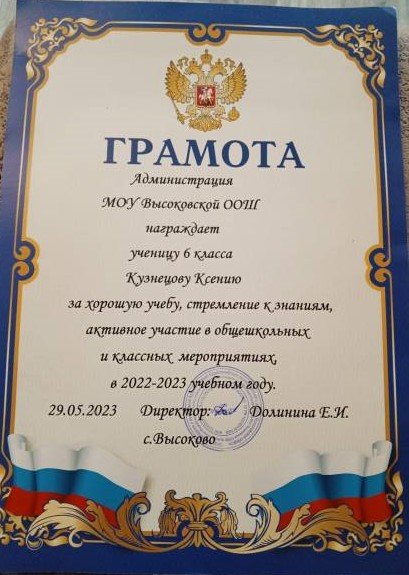 ГРАМОТА
Администрация
МОУ Высоковской ООШ
награждает
ученицу 6 класса
Кузнецову Ксению
за хорошую учебу, стремление к знаниям,
активное участие в общешкольных
и классных мероприятиях,
в 2022-2023 учебном году.
29.05.2023 Директор: Долинина Е.И.
с.Высоково